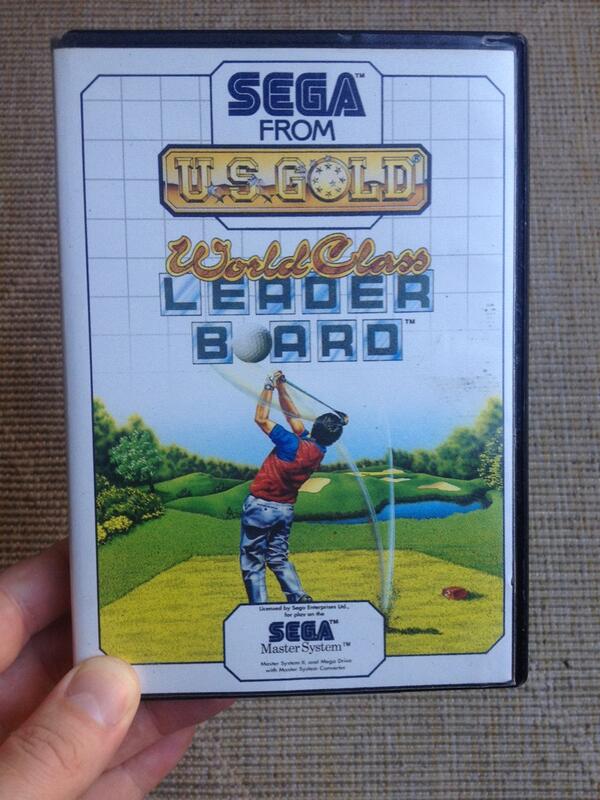 SEGA™
FROM
U.S. GOLD®
World Class
LEADER
BOARD™
Licensed by Sega Enterprises Ltd.,
for play on the
SEGA
Master System™
Master System II, and Mega Drive
with Master System Converter